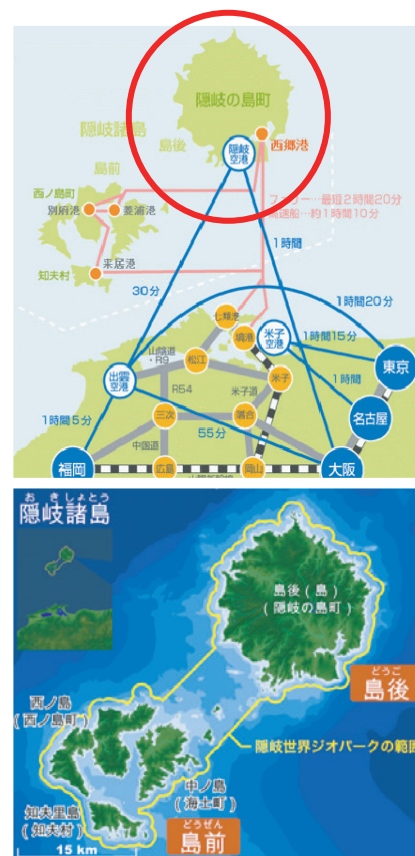 隠岐の島町
隠岐諸島
島後
西郷港
隠岐
空港
島前
西ノ島町
別府港
菱浦港
フェリー…最短2時間20分
高速船…約1時間10分
1時間
来居港
知夫村
30分
1時間20分
七類港
境港
米子
空港
1時間15分
山陰道
・R9
松江
東京
出雲
空港
米子
R54
米子道
1時間
名古屋
1時間5分
三次
落合
55分
中国道
福岡
広島
岡山
大阪
おきしょとう
隠岐諸島
島後(島)
(隠岐の島町)
どうご
島後
西ノ島
(西ノ島町)
隠岐世界ジオパークの範囲
中ノ島
(海士町)
知夫里島
(知夫村)
どうぜん
島前
15 km